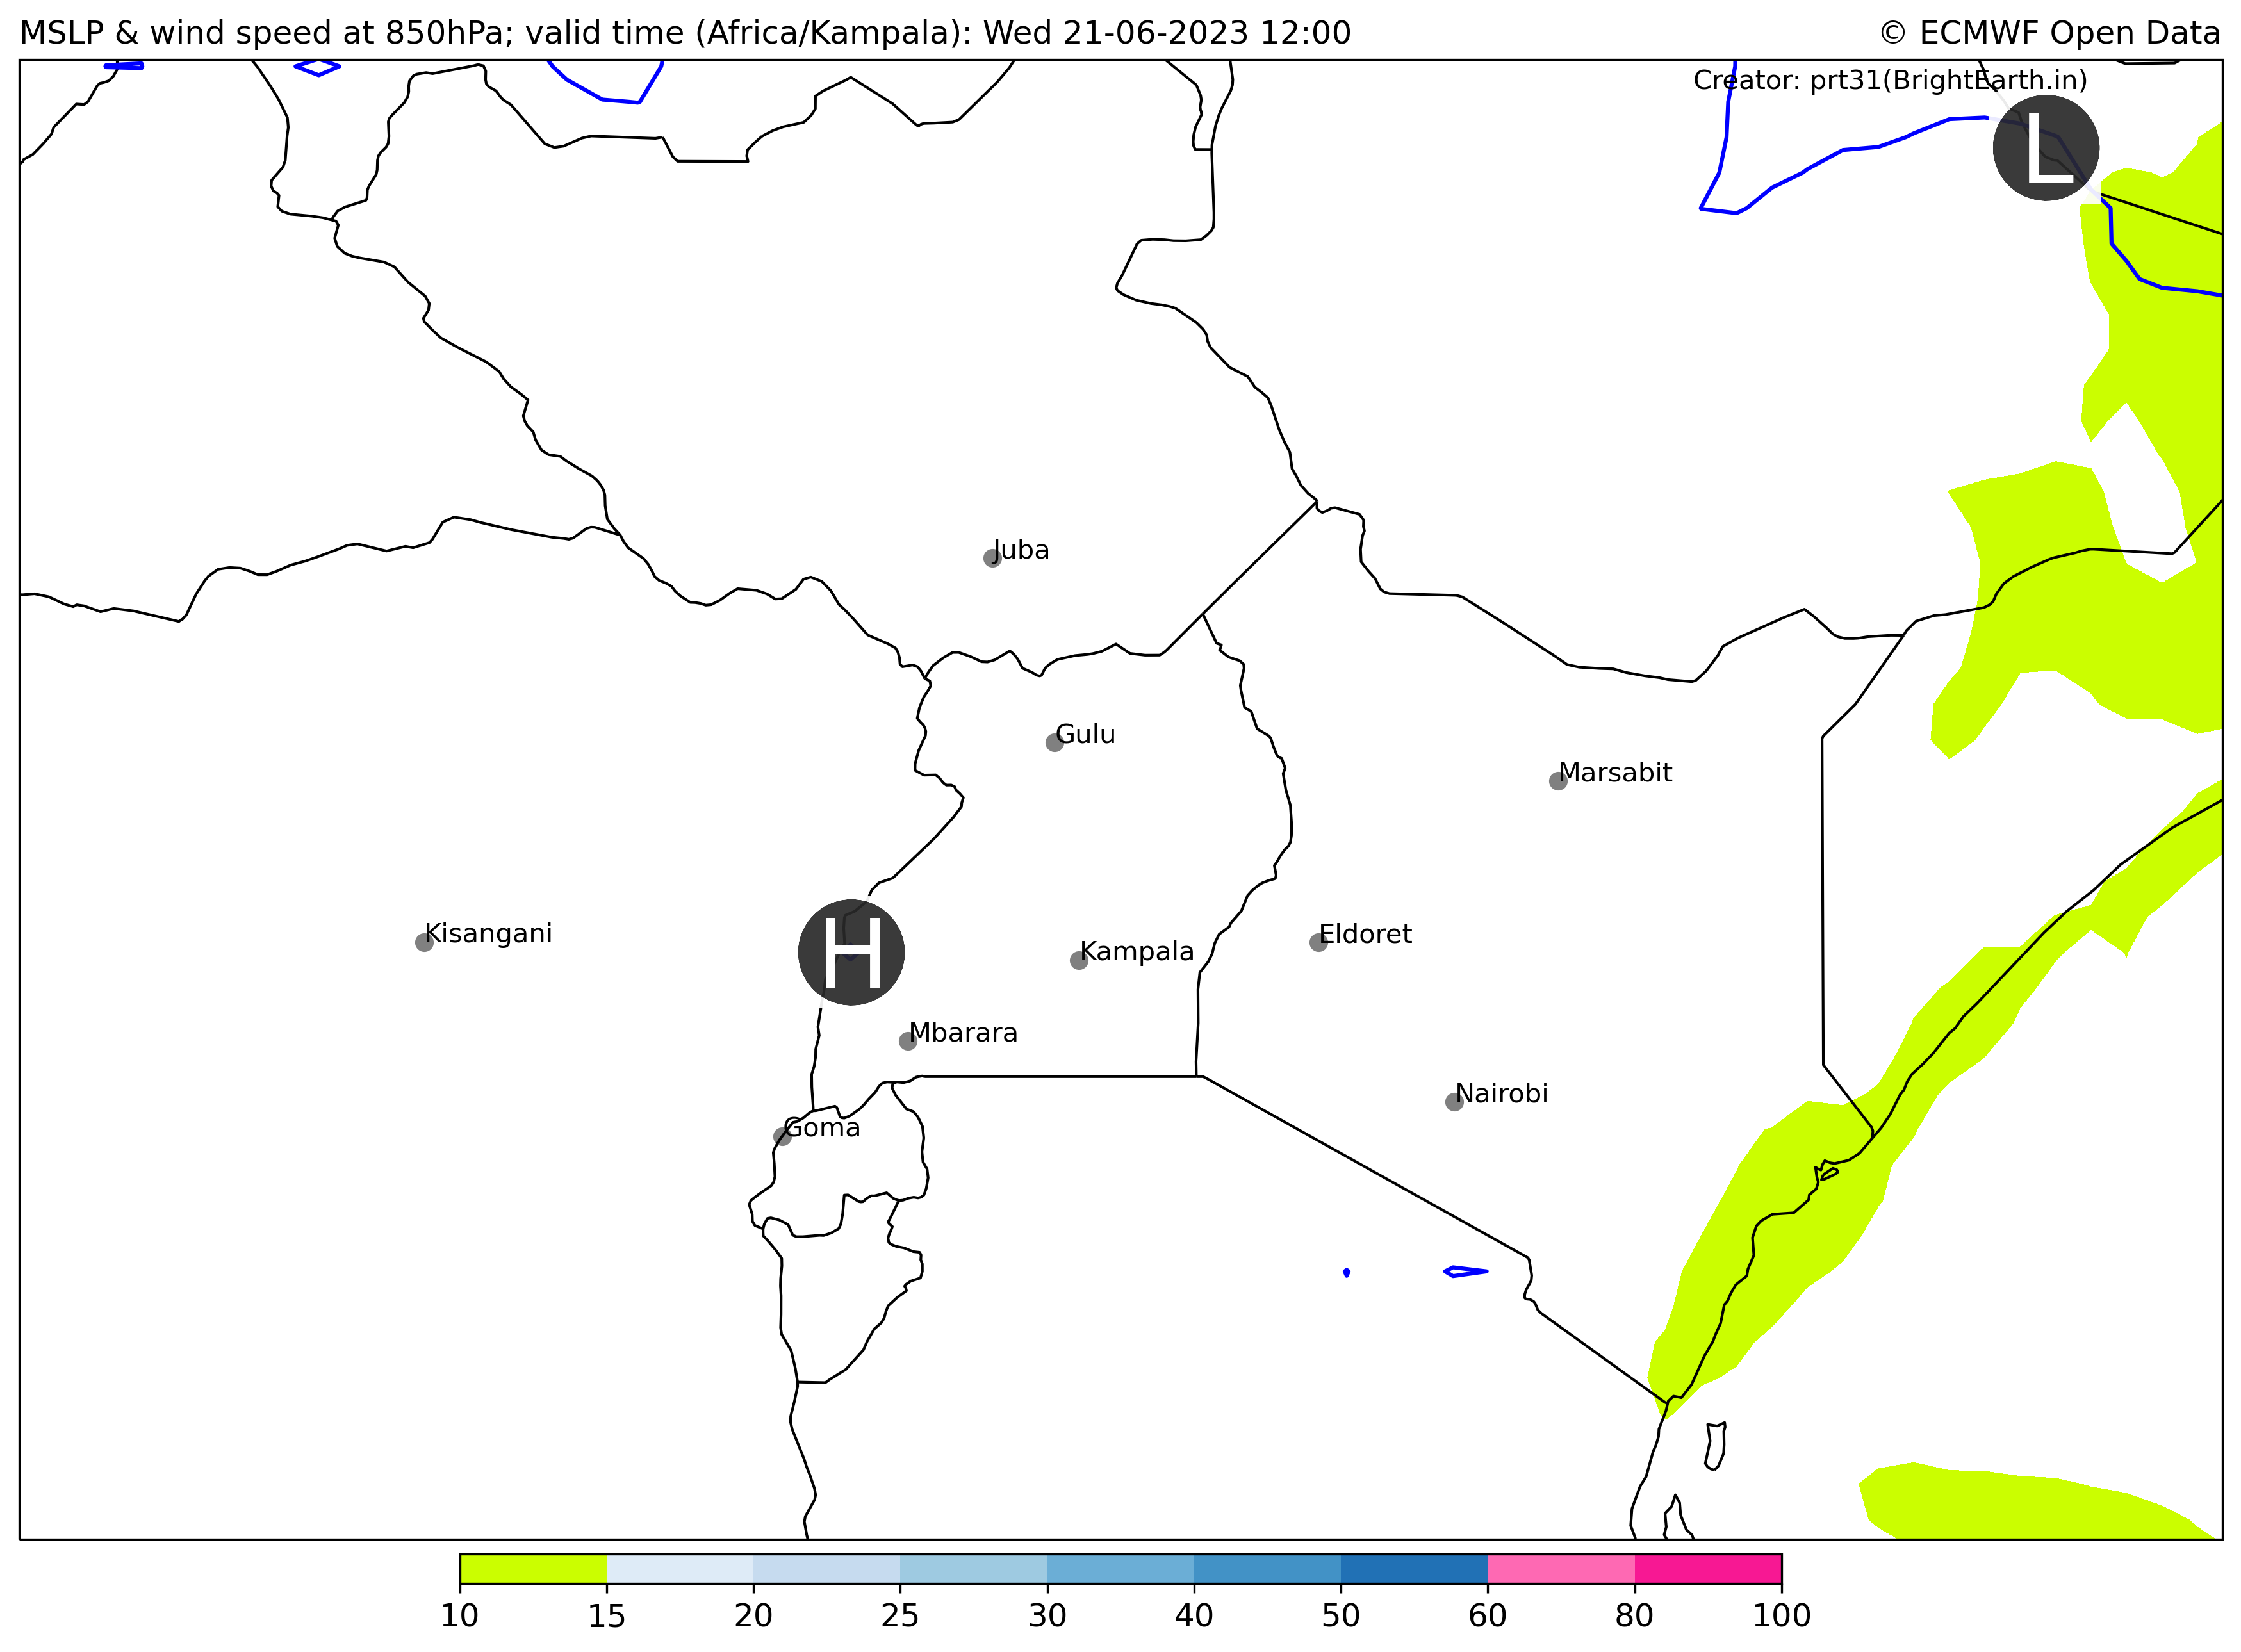 MSLP & wind speed at 850hPa; valid time (Africa/Kampala): Wed 21-06-2023 12:00
© ECMWF Open Data
Creator: prt31(BrightEarth.in)
L
Juba
Gulu
Marsabit
Kisangani
H
Kampala
Eldoret
Mbarara
Nairobi
Goma
10 15 20 25 30 40 50 60 80 100